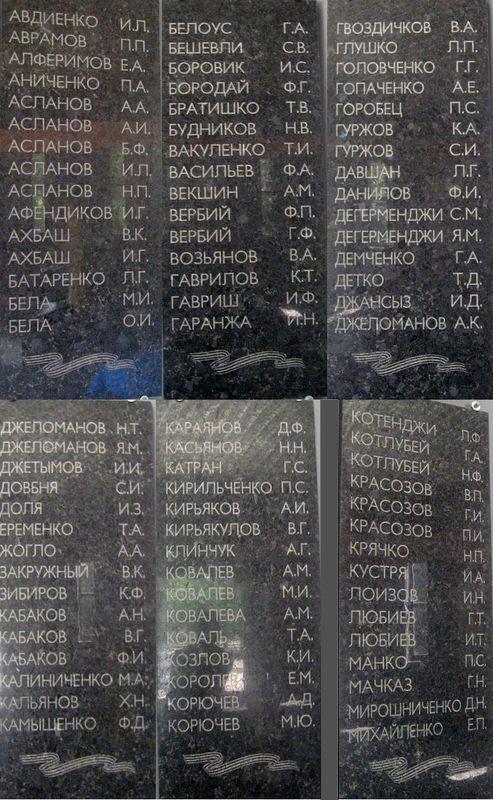 АВДИЕНКО И.Л.
АВРАМОВ П.П.
АЛФЕРИМОВ Е.А.
АНИЧЕНКО П.А.
АСЛАНОВ А.А.
АСЛАНОВ А.И.
АСЛАНОВ Б.Ф.
АСЛАНОВ И.Л.
АСЛАНОВ Н.П.
АФЕНДИКОВ И.Г.
АХБАШ В.К.
АХБАШ И.Г.
БАТАРЕНКО Л.Г.
БЕЛА М.И.
БЕЛА О.И.
БЕЛОУС Г.А.
БЕШЕВЛИ С.В.
БОРОВИК И.С.
БОРОДАЙ Ф.Г.
БРАТИШКО Т.В.
БУДНИКОВ Н.В.
ВАКУЛЕНКО Т.И.
ВАСИЛЬЕВ Ф.А.
ВЕКШИН А.М.
ВЕРБИЙ Ф.П.
ВЕРБИЙ Г.Ф.
ВОЗЬЯНОВ В.А.
ГАВРИЛОВ К.Т.
ГАВРИШ И.Ф.
ГАРАНЖА И.Н.
ГВОЗДИЧКОВ В.А.
ГЛУШКО Л.П.
ГОЛОВЧЕНКО Г.Г.
ГОПАЧЕНКО А.Е.
ГОРОБЕЦ П.С.
ГУРЖОВ К.А.
ГУРЖОВ С.И.
ДАВШАН Л.Г.
ДАНИЛОВ Ф.И.
ДЕГЕРМЕНДЖИ С.М.
ДЕГЕРМЕНДЖИ Я.М.
ДЕМЧЕНКО Г.А.
ДЕТКО Т.Д.
ДЖАНСЫЗ И.Д.
ДЖЕЛОМАНОВ А.К.
ДЖЕЛОМАНОВ Н.Т.
ДЖЕЛОМАНОВ Я.М.
ДЖЕТЫМОВ И.И.
ДОВБНЯ С.И.
ДОЛЯ И.З.
ЕРЕМЕНКО Т.А.
ЖОГЛО А.А.
ЗАКРУЖНЫЙ В.К.
ЗИБИРОВ К.Ф.
КАБАКОВ А.Н.
КАБАКОВ В.Г.
КАБАКОВ Ф.И.
КАЛИНИЧЕНКО М.А.
КАЛЬЯНОВ Х.Н.
КАМЫЩЕНКО Ф.Д.
КАРАЯНОВ Д.Ф.
КАСЬЯНОВ Н.Н.
КАТРАН Г.С.
КИРИЛЬЧЕНКО П.С.
КИРЬЯКОВ А.И.
КИРЬЯКУЛОВ В.Г.
КЛИНЧУК А.Г.
КОВАЛЕВ А.М.
КОВАЛЕВ М.И.
КОВАЛЕВА А.М.
КОВАЛЬ Т.А.
КОЗЛОВ К.И.
КОРОЛЕВ Е.М.
КОРЮЧЕВ А.Д.
КОРЮЧЕВ М.Ю.
КОТЕНДЖИ Л.Ф.
КОТЛУБЕЙ Г.А.
КОТЛУБЕЙ Н.Ф.
КРАСОЗОВ В.П.
КРАСОЗОВ Г.И.
КРАСОЗОВ П.И.
КРЯЧКО Н.П.
КУСТРЯ И.А.
ЛОИЗОВ И.Н.
ЛЮБИЕВ Г.Т.
ЛЮБИЕВ И.Т.
МАНКО П.С.
МАЧКАЗ Г.Н.
МИРОШНИЧЕНКО Д.Н.
МИХАЙЛЕНКО Е.П.